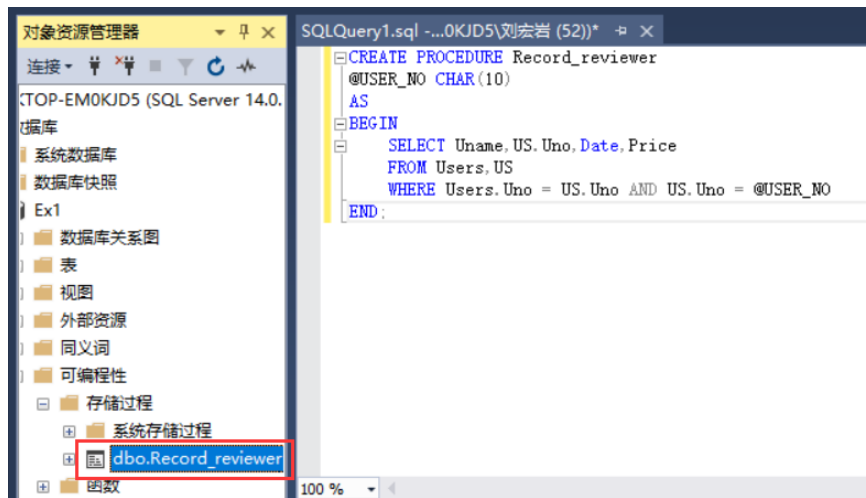 对象资源管理器
连接
KTOP-EM0KJD5 (SQL Server 14.0.
数据库
系统数据库
数据库快照
Ex1
数据库关系图
表
视图
外部资源
同义词
可编程性
存储过程
系统存储过程
dbo.Record_reviewer
函数
SQLQuery1.sql -...0KJD5\刘宏岩 (52))*
CREATE PROCEDURE Record_reviewer
@USER_NO CHAR(10)
AS
BEGIN
SELECT Uname,US.Uno,Date,Price
FROM Users,US
WHERE Users.Uno = US.Uno AND US.Uno = @USER_NO
END;
100 %